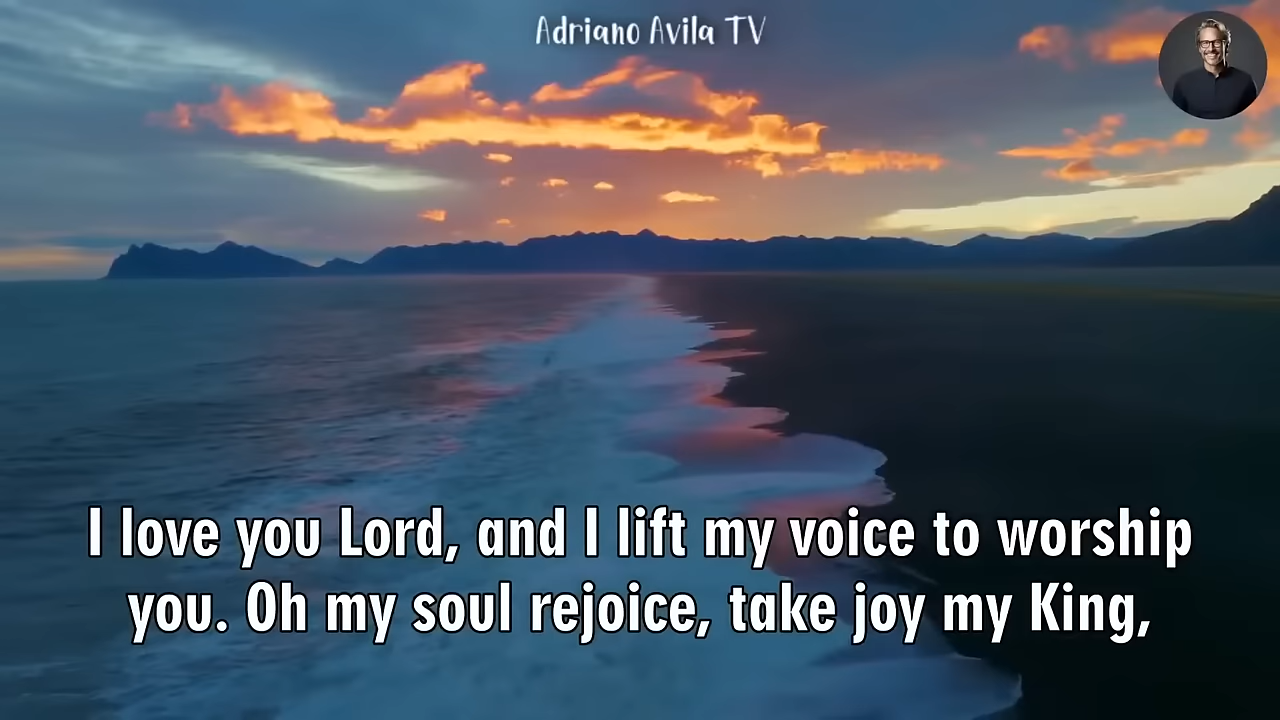 Adriano Avila TV
I love you Lord, and I lift my voice to worship
you. Oh my soul rejoice, take joy my King,